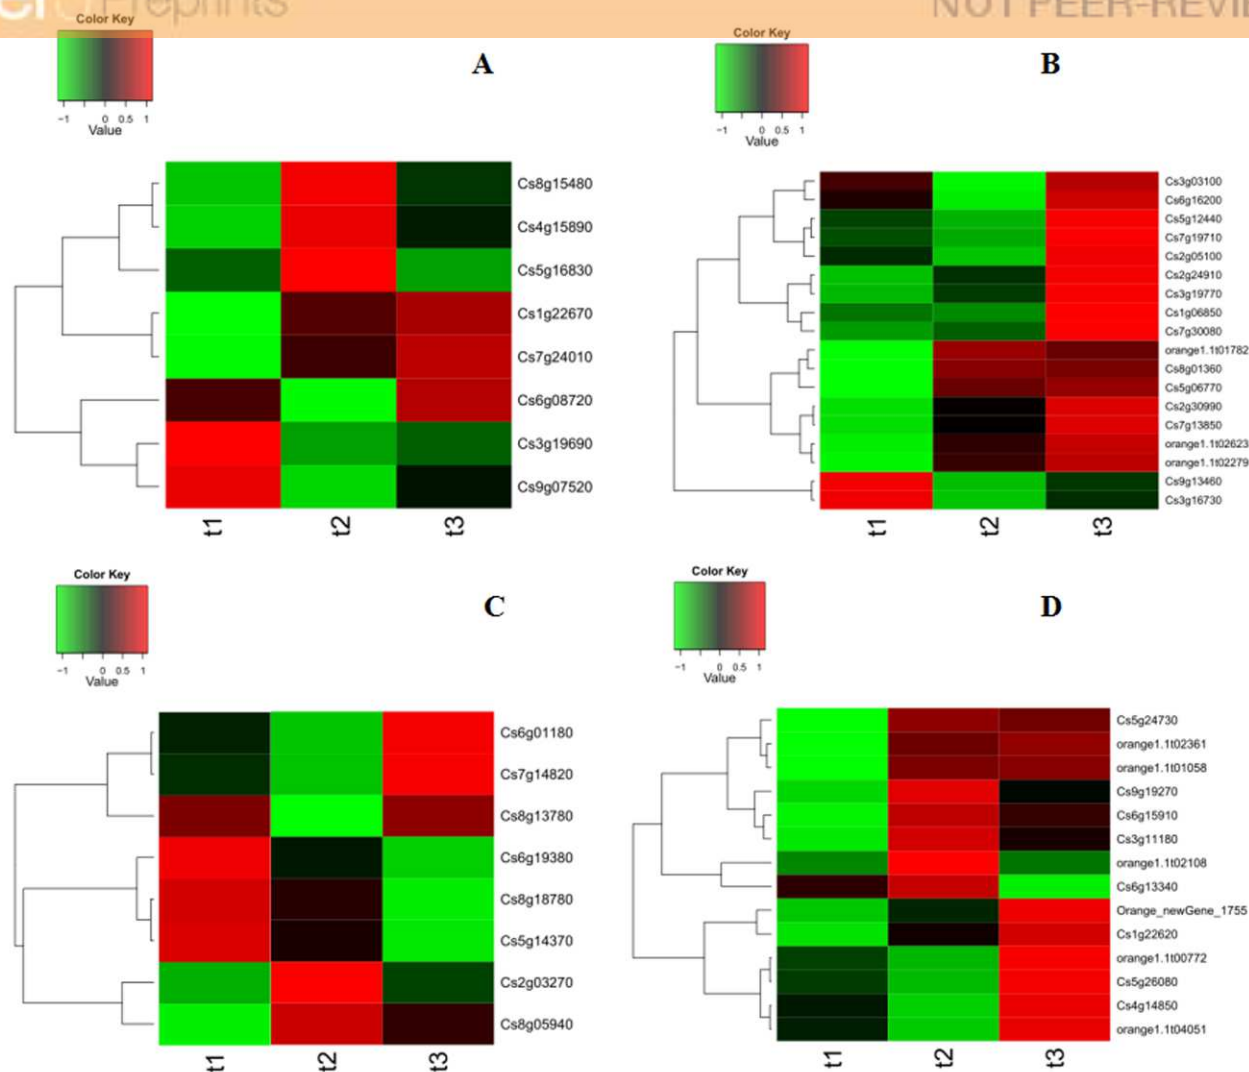 Preprints
NOT PEER-REVIE
Color Key
-1 0 0.5 1
Value
A
Cs8g15480
Cs4g15890
Cs5g16830
Cs1g22670
Cs7g24010
Cs6g08720
Cs3g19690
Cs9g07520
t1 t2 t3
Color Key
-1 0 0.5 1
Value
B
Cs3g03100
Cs6g16200
Cs5g12440
Cs7g19710
Cs2g05100
Cs2g24910
Cs3g19770
Cs1g06850
Cs7g30080
orange1.1t01782
Cs8g01360
Cs5g06770
Cs2g30990
Cs7g13850
orange1.1t02623
orange1.1t02279
Cs9g13460
Cs3g16730
t1 t2 t3
Color Key
-1 0 0.5 1
Value
C
Cs6g01180
Cs7g14820
Cs8g13780
Cs6g19380
Cs8g18780
Cs5g14370
Cs2g03270
Cs8g05940
t1 t2 t3
Color Key
-1 0 0.5 1
Value
D
Cs5g24730
orange1.1t02361
orange1.1t01058
Cs9g19270
Cs6g15910
Cs3g11180
orange1.1t02108
Cs6g13340
Orange_newGene_1755
Cs1g22620
orange1.1t00772
Cs5g26080
Cs4g14850
orange1.1t04051
t1 t2 t3